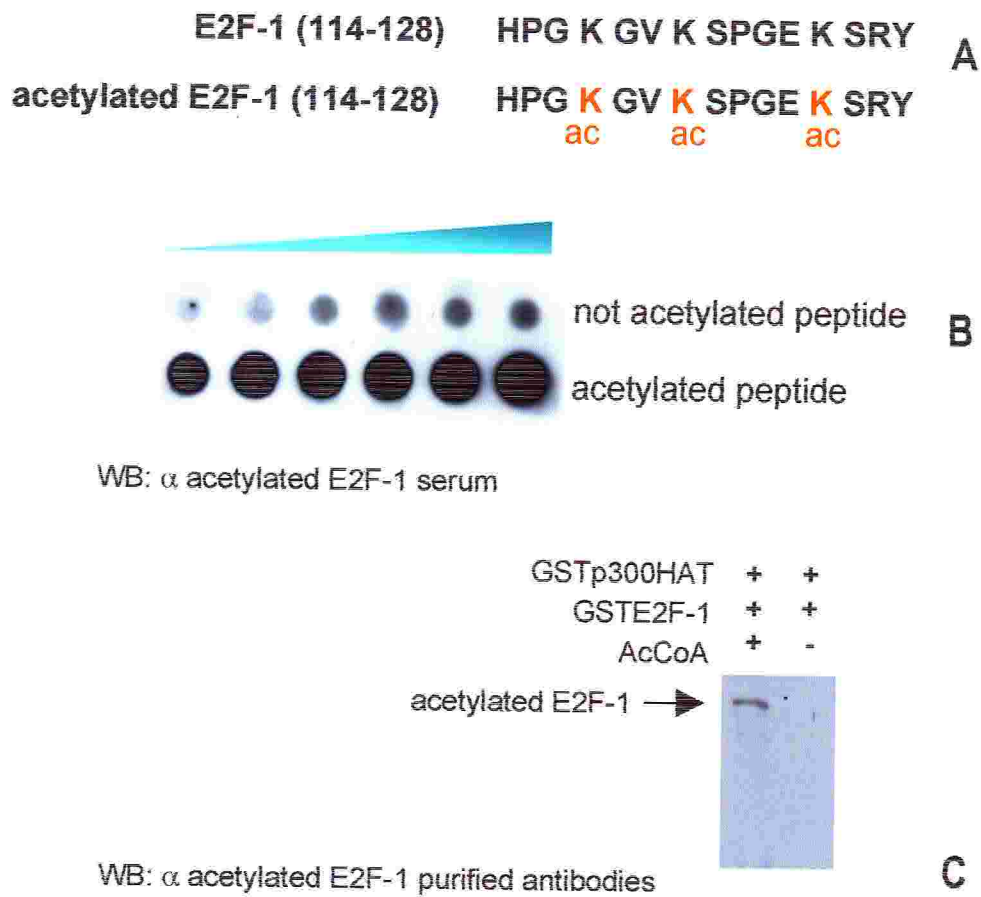 E2F-1 (114-128) HPG K GV K SPGE K SRY
A
acetylated E2F-1 (114-128) HPG K GV K SPGE K SRY
ac ac ac
not acetylated peptide
B
acetylated peptide
WB: α acetylated E2F-1 serum
GSTp300HAT + +
GSTE2F-1 + +
AcCoA + -
acetylated E2F-1
WB: α acetylated E2F-1 purified antibodies
C